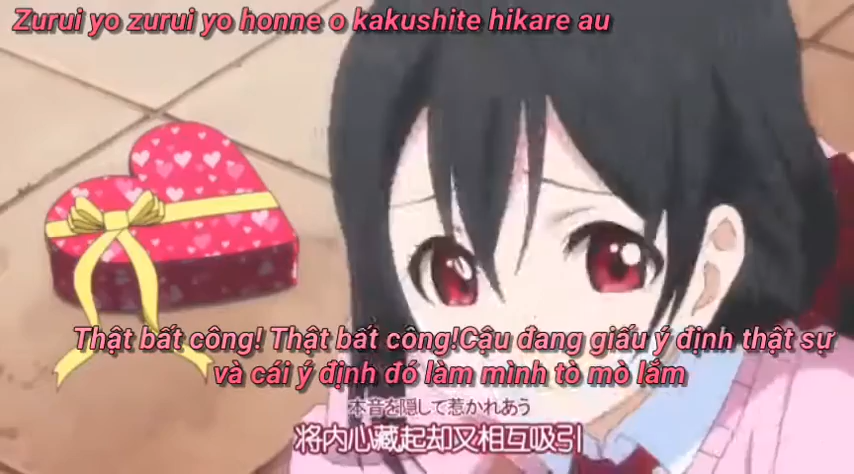 Zurui yo zurui yo honne o kakushite hikare au
Thật bất công! Thật bất công!Cậu đang giấu ý định thật sự
và cái ý định đó làm mình tò mò lắm
本音を隠して惹かれあう
将内心藏起却又相互吸引